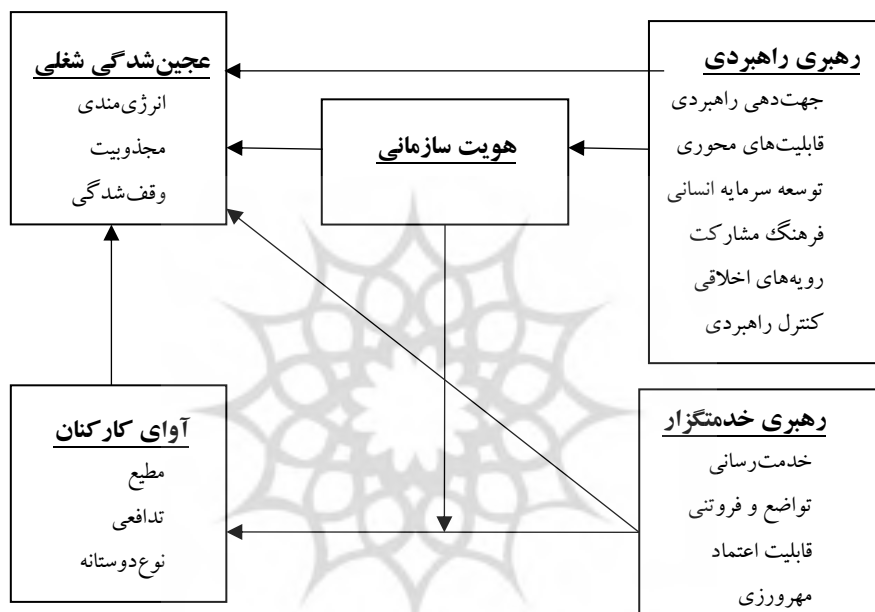 رهبری راهبردی
جهت‌دهی راهبردی
قابلیت‌های محوری
توسعه سرمایه انسانی
فرهنگ مشارکت
رویه‌های اخلاقی
کنترل راهبردی
هویت سازمانی
عجین‌شدگی شغلی
انرژی‌مندی
مجذوبیت
وقف‌شدگی
رهبری خدمتگزار
خدمت‌رسانی
تواضع و فروتنی
قابلیت اعتماد
مهرورزی
آوای کارکنان
مطیع
تدافعی
نوع‌دوستانه